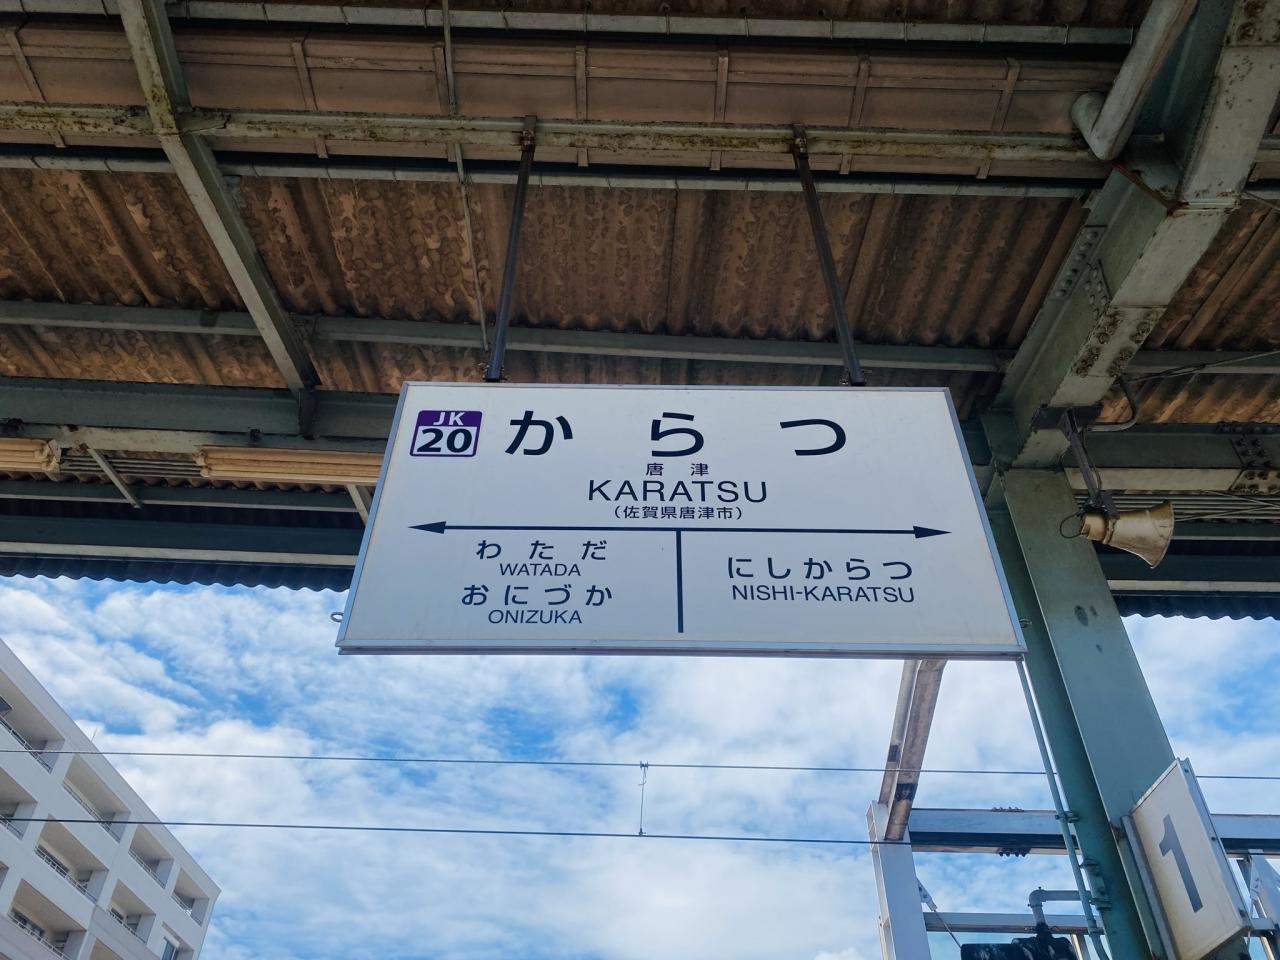 JK
20
からつ
唐津
KARATSU
(佐賀県唐津市)
わただ
WATADA
おにづか
ONIZUKA
にしからつ
NISHI-KARATSU
1